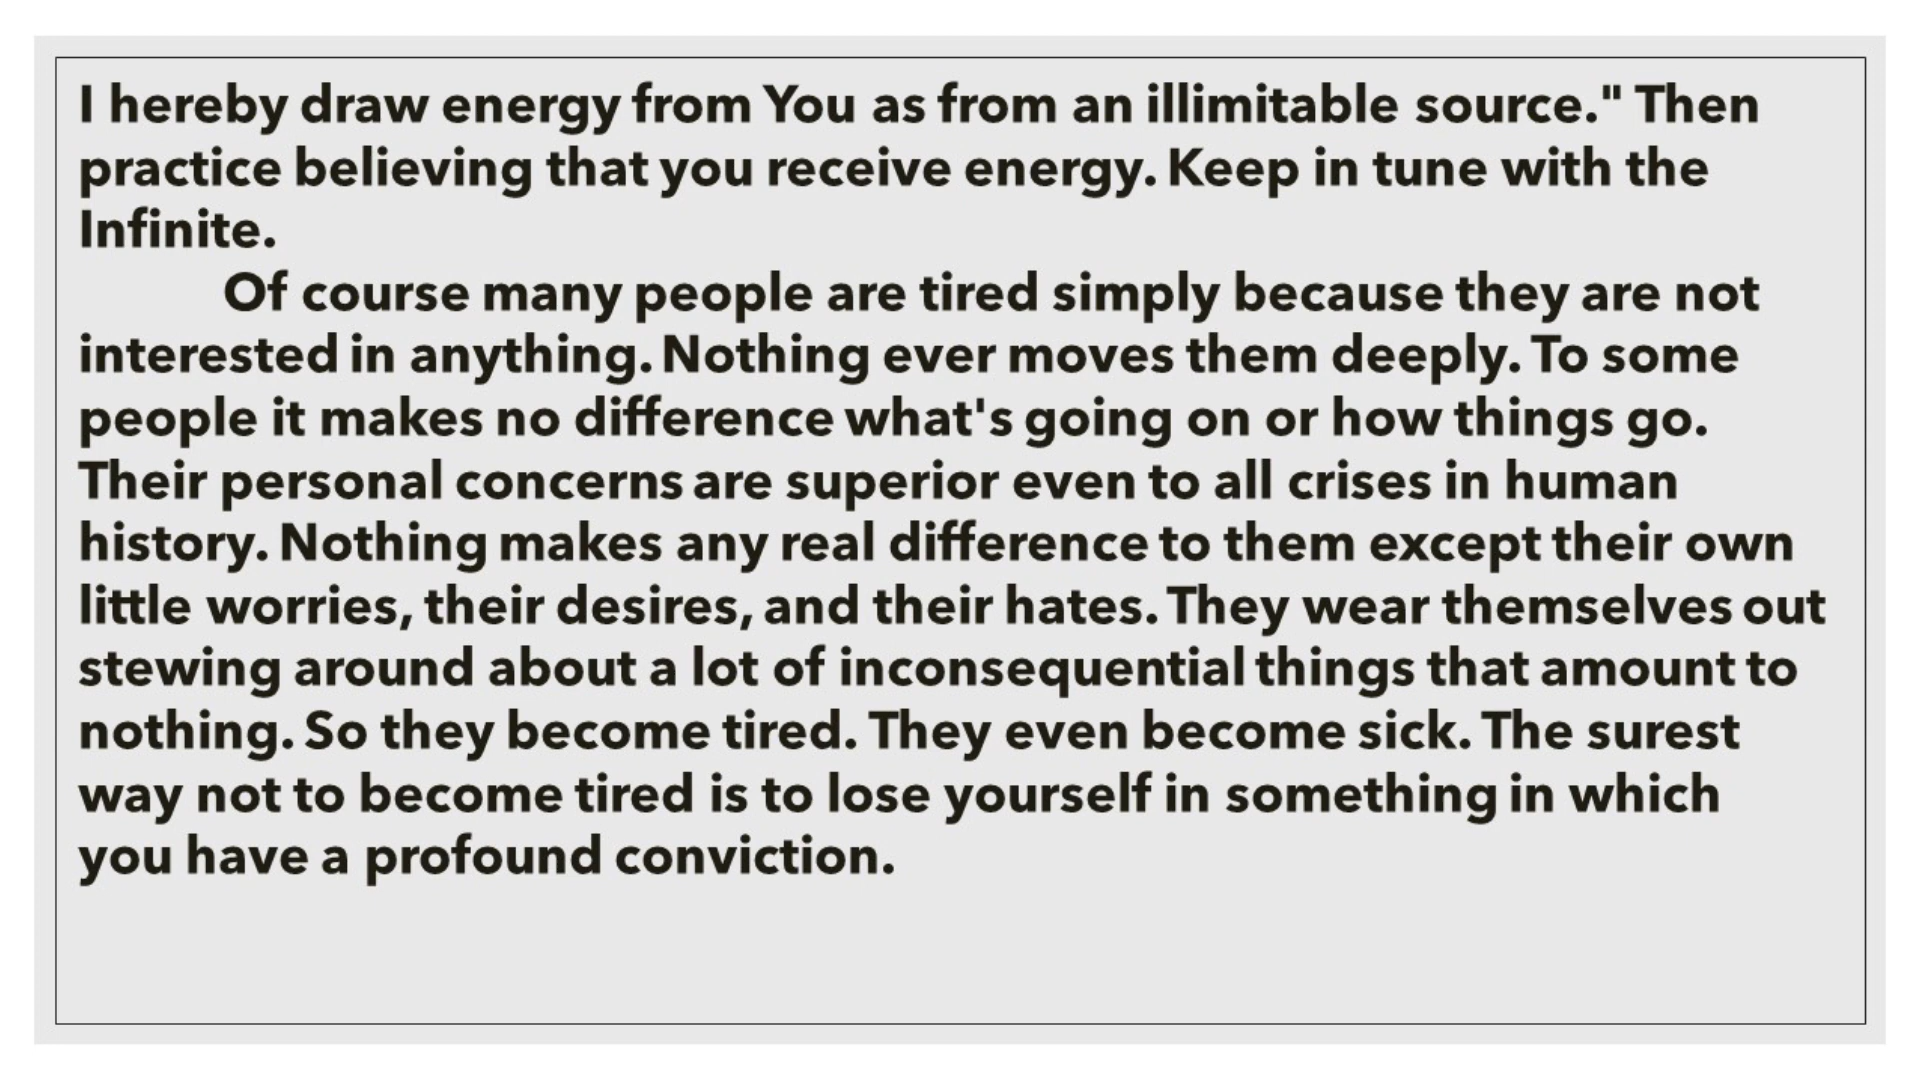 I hereby draw energy from You as from an illimitable source." Then
practice believing that you receive energy. Keep in tune with the
Infinite.
Of course many people are tired simply because they are not
interested in anything. Nothing ever moves them deeply. To some
people it makes no difference what's going on or how things go.
Their personal concerns are superior even to all crises in human
history. Nothing makes any real difference to them except their own
little worries, their desires, and their hates. They wear themselves out
stewing around about a lot of inconsequential things that amount to
nothing. So they become tired. They even become sick. The surest
way not to become tired is to lose yourself in something in which
you have a profound conviction.